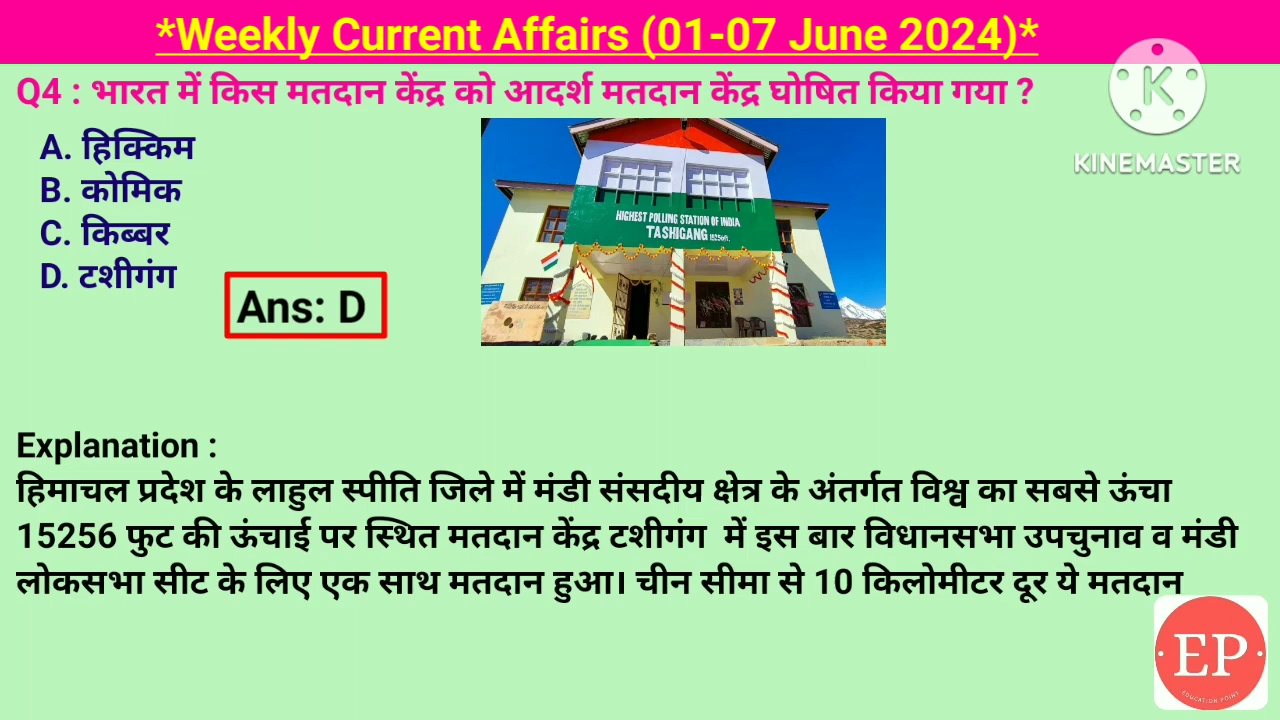 *Weekly Current Affairs (01-07 June 2024)*
Q4 : भारत में किस मतदान केंद्र को आदर्श मतदान केंद्र घोषित किया गया ?
A. हिक्किम
B. कोमिक
C. किब्बर
D. टशीगंग
Ans: D
K
KINEMASTER
HIGHEST POLLING STATION OF INDIA
TASHIGANG
Explanation :
हिमाचल प्रदेश के लाहुल स्पीति जिले में मंडी संसदीय क्षेत्र के अंतर्गत विश्व का सबसे ऊंचा
15256 फुट की ऊंचाई पर स्थित मतदान केंद्र टशीगंग में इस बार विधानसभा उपचुनाव व मंडी
लोकसभा सीट के लिए एक साथ मतदान हुआ। चीन सीमा से 10 किलोमीटर दूर ये मतदान
EP
EDUCATION POINT